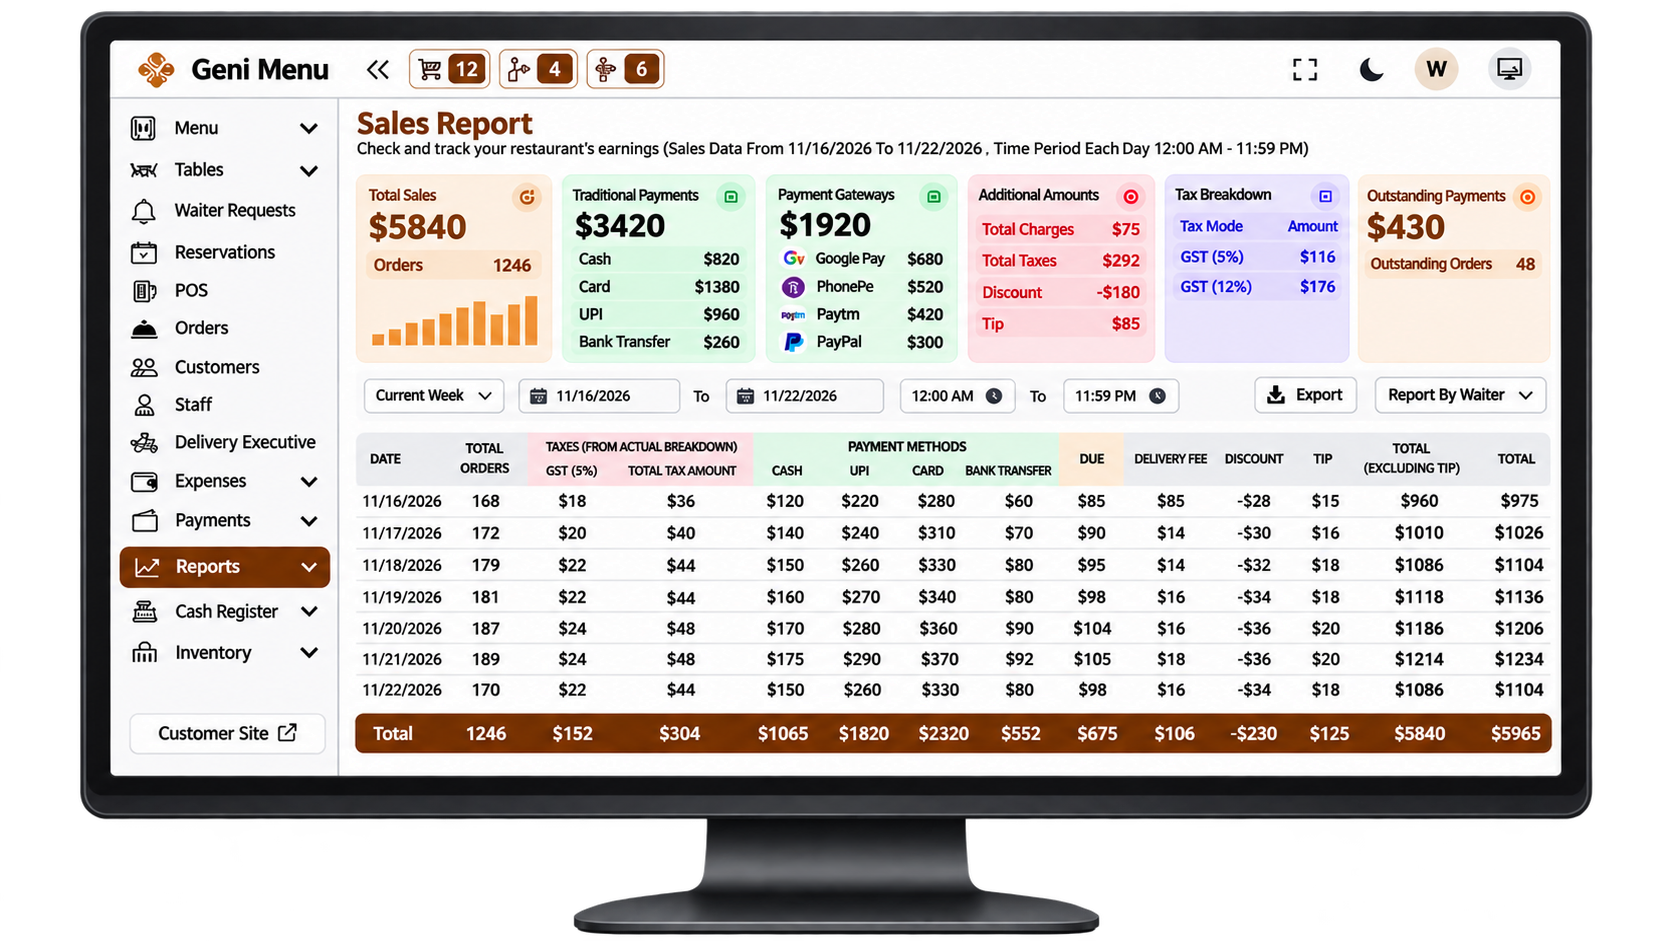 Geni Menu
12
4
6
W
Menu
Tables
Waiter Requests
Reservations
POS
Orders
Customers
Staff
Delivery Executive
Expenses
Payments
Reports
Cash Register
Inventory
Customer Site
Sales Report
Check and track your restaurant's earnings (Sales Data From 11/16/2026 To 11/22/2026 , Time Period Each Day 12:00 AM - 11:59 PM)
Total Sales
$5840
Orders 1246
Traditional Payments
$3420
Cash $820
Card $1380
UPI $960
Bank Transfer $260
Payment Gateways
$1920
Google Pay $680
PhonePe $520
Paytm Paytm $420
PayPal $300
Additional Amounts
Total Charges $75
Total Taxes $292
Discount -$180
Tip $85
Tax Breakdown
Tax Mode Amount
GST (5%) $116
GST (12%) $176
Outstanding Payments
$430
Outstanding Orders 48
Current Week 11/16/2026 To 11/22/2026 12:00 AM To 11:59 PM Export Report By Waiter
DATE TOTAL ORDERS TAXES (FROM ACTUAL BREAKDOWN) PAYMENT METHODS DUE DELIVERY FEE DISCOUNT TIP TOTAL (EXCLUDING TIP) TOTAL
GST (5%) TOTAL TAX AMOUNT CASH UPI CARD BANK TRANSFER
11/16/2026 168 $18 $36 $120 $220 $280 $60 $85 $85 -$28 $15 $960 $975
11/17/2026 172 $20 $40 $140 $240 $310 $70 $90 $14 -$30 $16 $1010 $1026
11/18/2026 179 $22 $44 $150 $260 $330 $80 $95 $14 -$32 $18 $1086 $1104
11/19/2026 181 $22 $44 $160 $270 $340 $80 $98 $16 -$34 $18 $1118 $1136
11/20/2026 187 $24 $48 $170 $280 $360 $90 $104 $16 -$36 $20 $1186 $1206
11/21/2026 189 $24 $48 $175 $290 $370 $92 $105 $18 -$36 $20 $1214 $1234
11/22/2026 170 $22 $44 $150 $260 $330 $80 $98 $16 -$34 $18 $1086 $1104
Total 1246 $152 $304 $1065 $1820 $2320 $552 $675 $106 -$230 $125 $5840 $5965